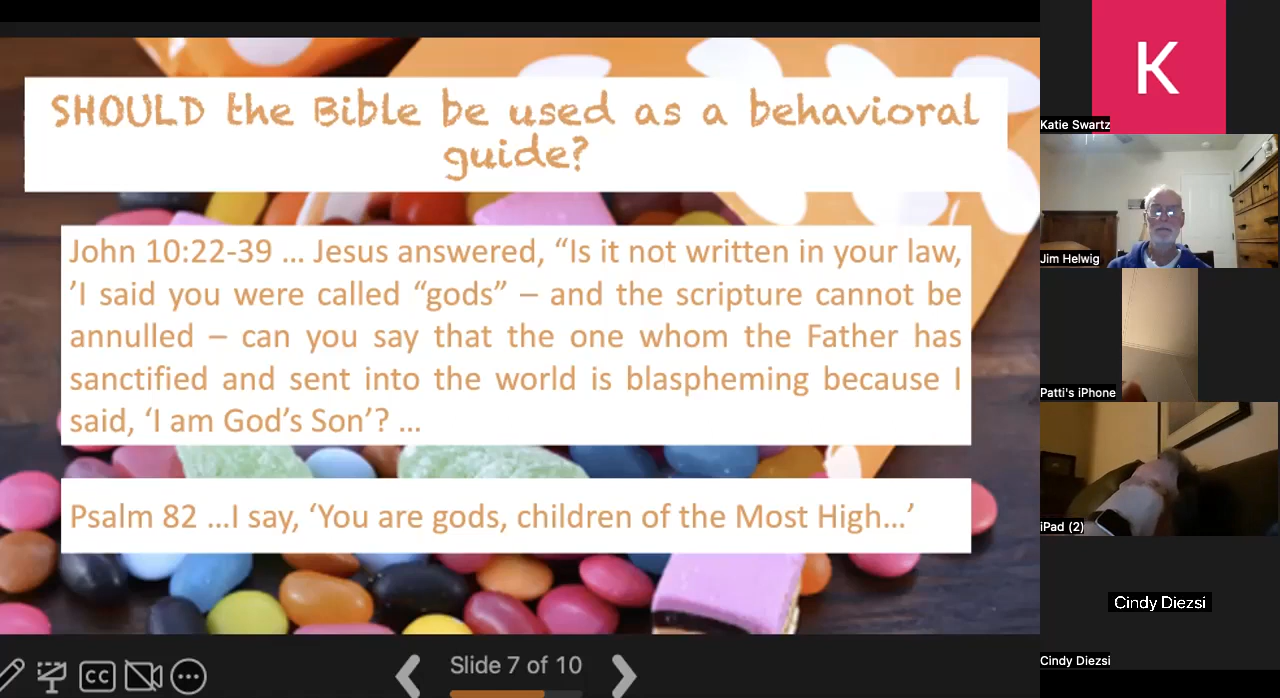 SHOULD the Bible be used as a behavioral
guide?
John 10:22-39 … Jesus answered, “Is it not written in your law,
’I said you were called “gods” – and the scripture cannot be
annulled – can you say that the one whom the Father has
sanctified and sent into the world is blaspheming because I
said, ‘I am God’s Son’? …
Psalm 82 …I say, ‘You are gods, children of the Most High…’
K
Katie Swartz
Jim Helwig
Patti's iPhone
iPad (2)
Cindy Diezsi
Cindy Diezsi
CC
Slide 7 of 10